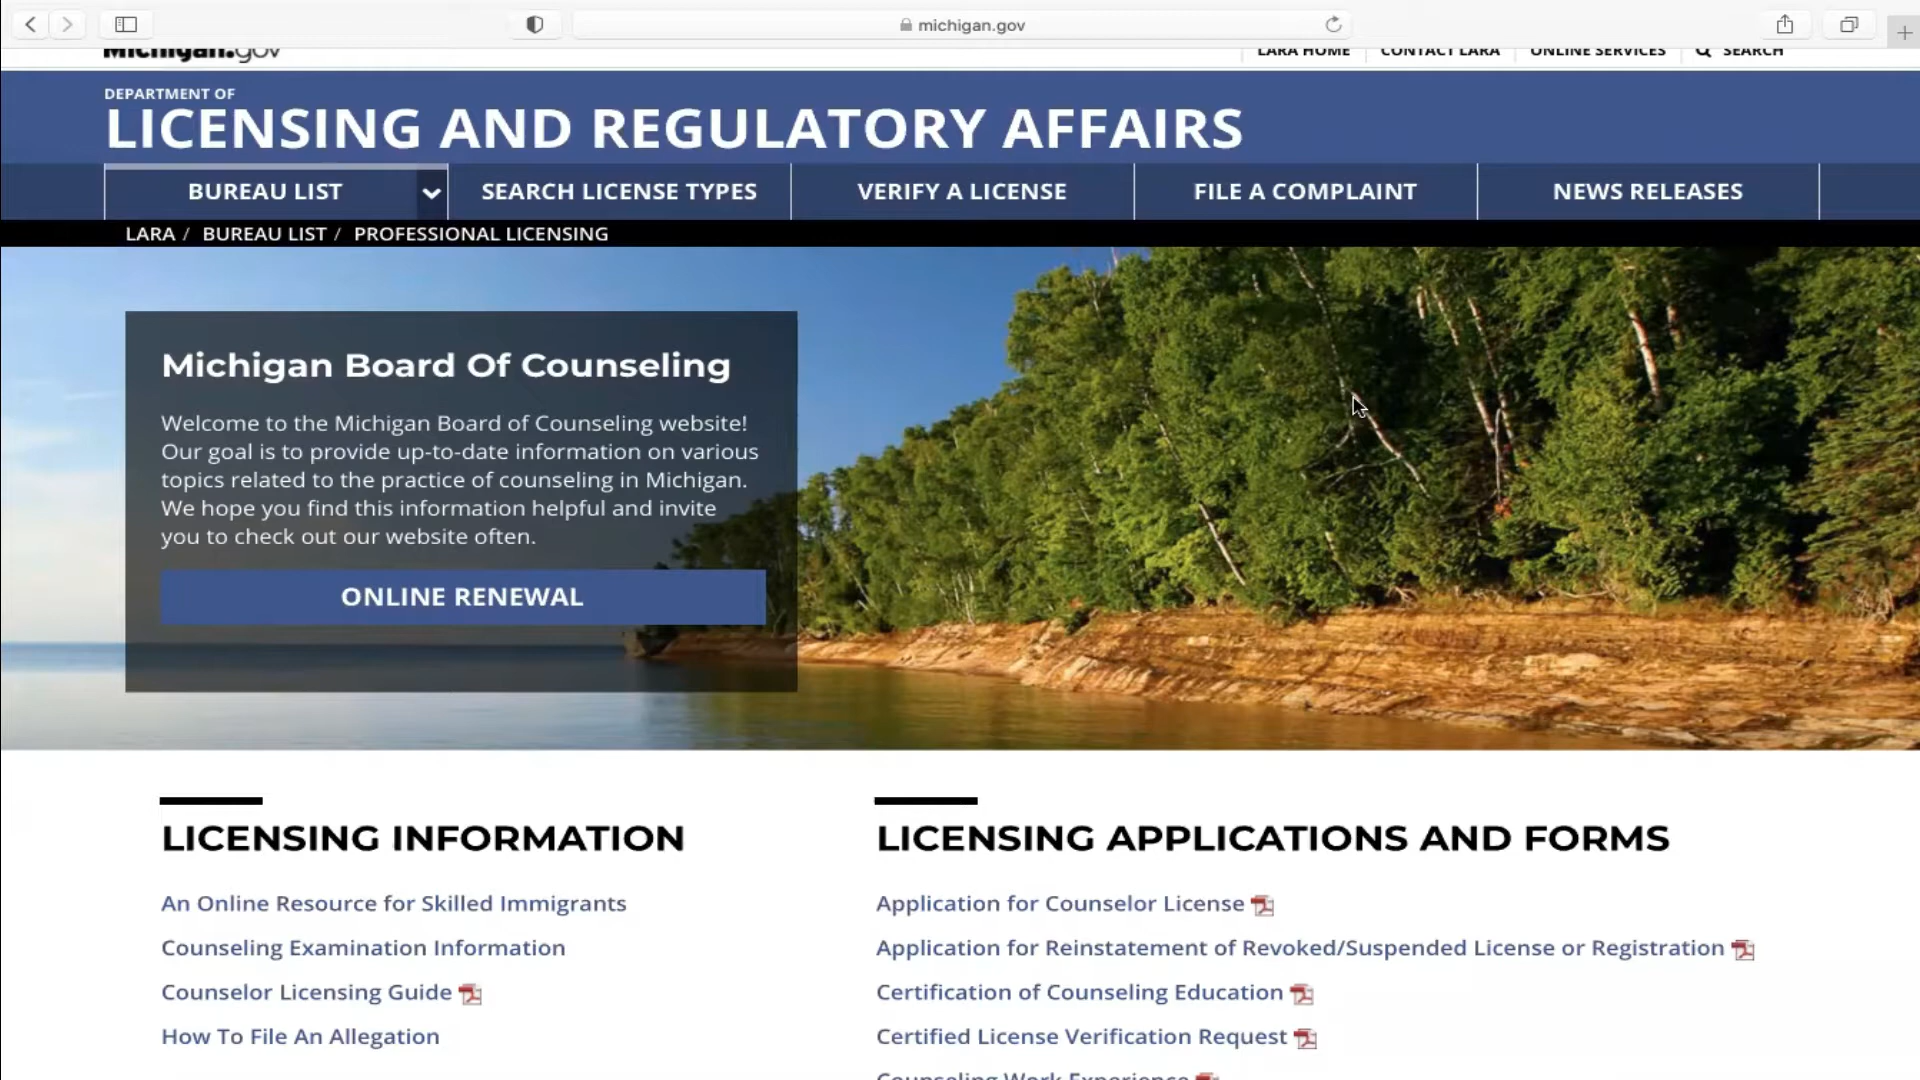 michigan.gov
Michigan.gov
LARA HOME CONTACT LARA ONLINE SERVICES SEARCH
DEPARTMENT OF
LICENSING AND REGULATORY AFFAIRS
BUREAU LIST SEARCH LICENSE TYPES VERIFY A LICENSE FILE A COMPLAINT NEWS RELEASES
LARA / BUREAU LIST / PROFESSIONAL LICENSING
Michigan Board Of Counseling
Welcome to the Michigan Board of Counseling website!
Our goal is to provide up-to-date information on various
topics related to the practice of counseling in Michigan.
We hope you find this information helpful and invite
you to check out our website often.
ONLINE RENEWAL
LICENSING INFORMATION
An Online Resource for Skilled Immigrants
Counseling Examination Information
Counselor Licensing Guide
How To File An Allegation
LICENSING APPLICATIONS AND FORMS
Application for Counselor License
Application for Reinstatement of Revoked/Suspended License or Registration
Certification of Counseling Education
Certified License Verification Request
Counseling Work Experience